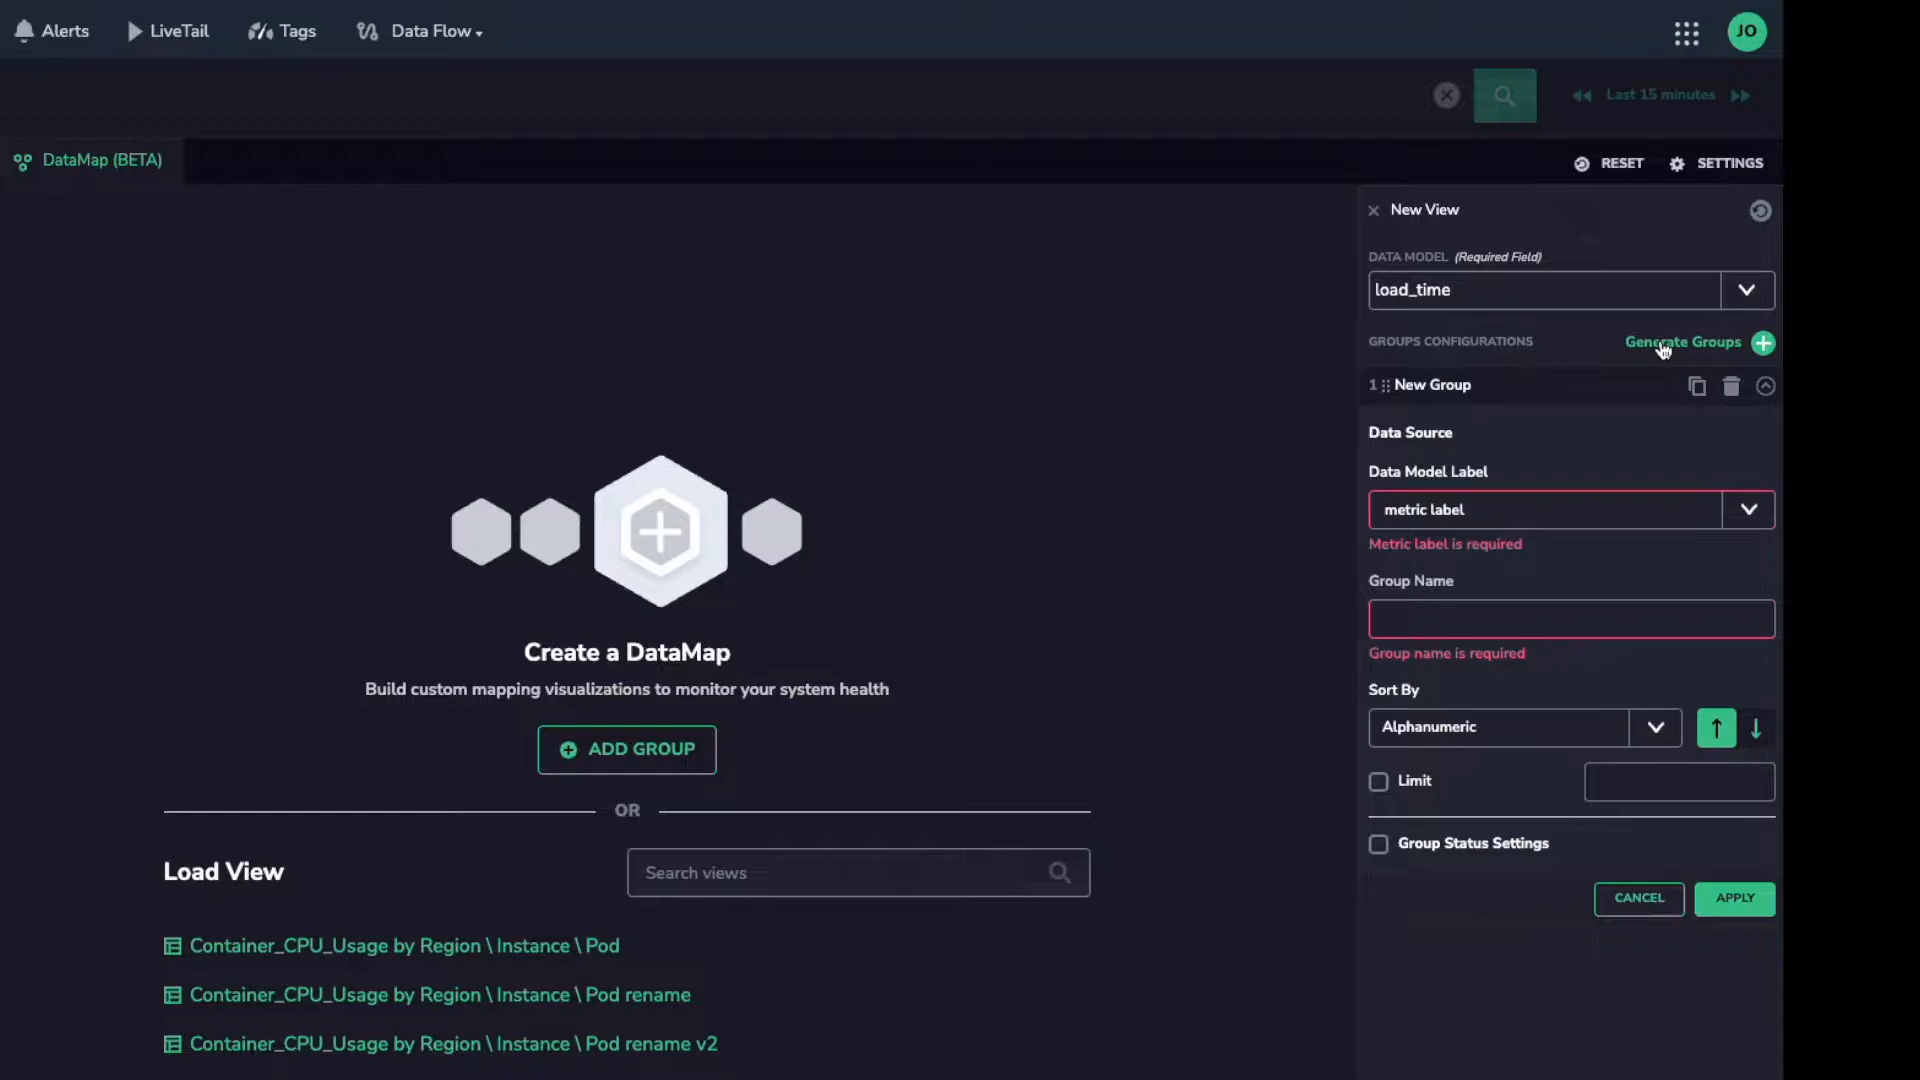 Alerts
LiveTail
Tags
Data Flow
JO
Last 15 minutes
DataMap (BETA)
RESET
SETTINGS
New View
DATA MODEL (Required Field)
load_time
GROUPS CONFIGURATIONS
Generate Groups
1 New Group
Data Source
Data Model Label
metric label
Metric label is required
Group Name
Group name is required
Sort By
Alphanumeric
Limit
Group Status Settings
CANCEL
APPLY
Create a DataMap
Build custom mapping visualizations to monitor your system health
ADD GROUP
OR
Load View
Search views
Container_CPU_Usage by Region \ Instance \ Pod
Container_CPU_Usage by Region \ Instance \ Pod rename
Container_CPU_Usage by Region \ Instance \ Pod rename v2